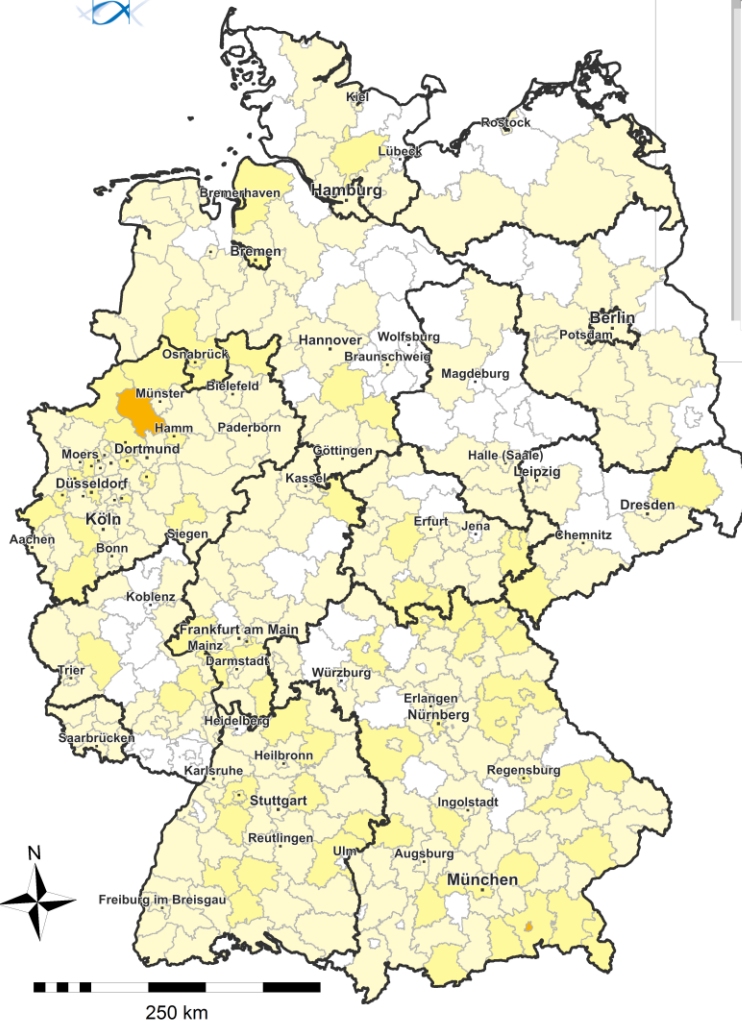 Kiel
Rostock
Lübeck
Bremerhaven
Hamburg
Bremen
Berlin
Hannover
Wolfsburg
Potsdam
Osnabrück
Braunschweig
Magdeburg
Bielefeld
Münster
Hamm
Paderborn
Dortmund
Göttingen
Moers
Halle (Saale)
Leipzig
Kassel
Düsseldorf
Dresden
Köln
Erfurt
Jena
Siegen
Chemnitz
Aachen
Bonn
Koblenz
Frankfurt am Main
Mainz
Darmstadt
Trier
Würzburg
Erlangen
Nürnberg
Heidelberg
Saarbrücken
Heilbronn
Karlsruhe
Regensburg
Stuttgart
Ingolstadt
Reutlingen
Ulm
Augsburg
N
München
Freiburg im Breisgau
250 km